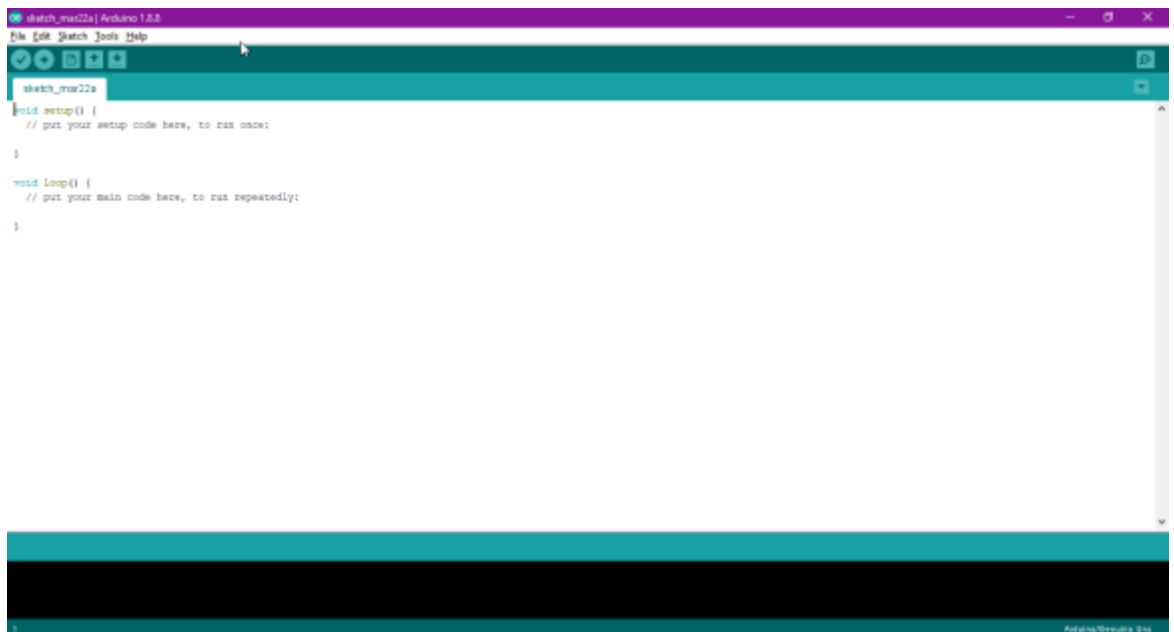 sketch_mar22a | Arduino 1.8.8
File Edit Sketch Tools Help
sketch_mar22a
void setup() {
// put your setup code here, to run once:
}
void loop() {
// put your main code here, to run repeatedly:
}
1
Arduino/Genuino Uno